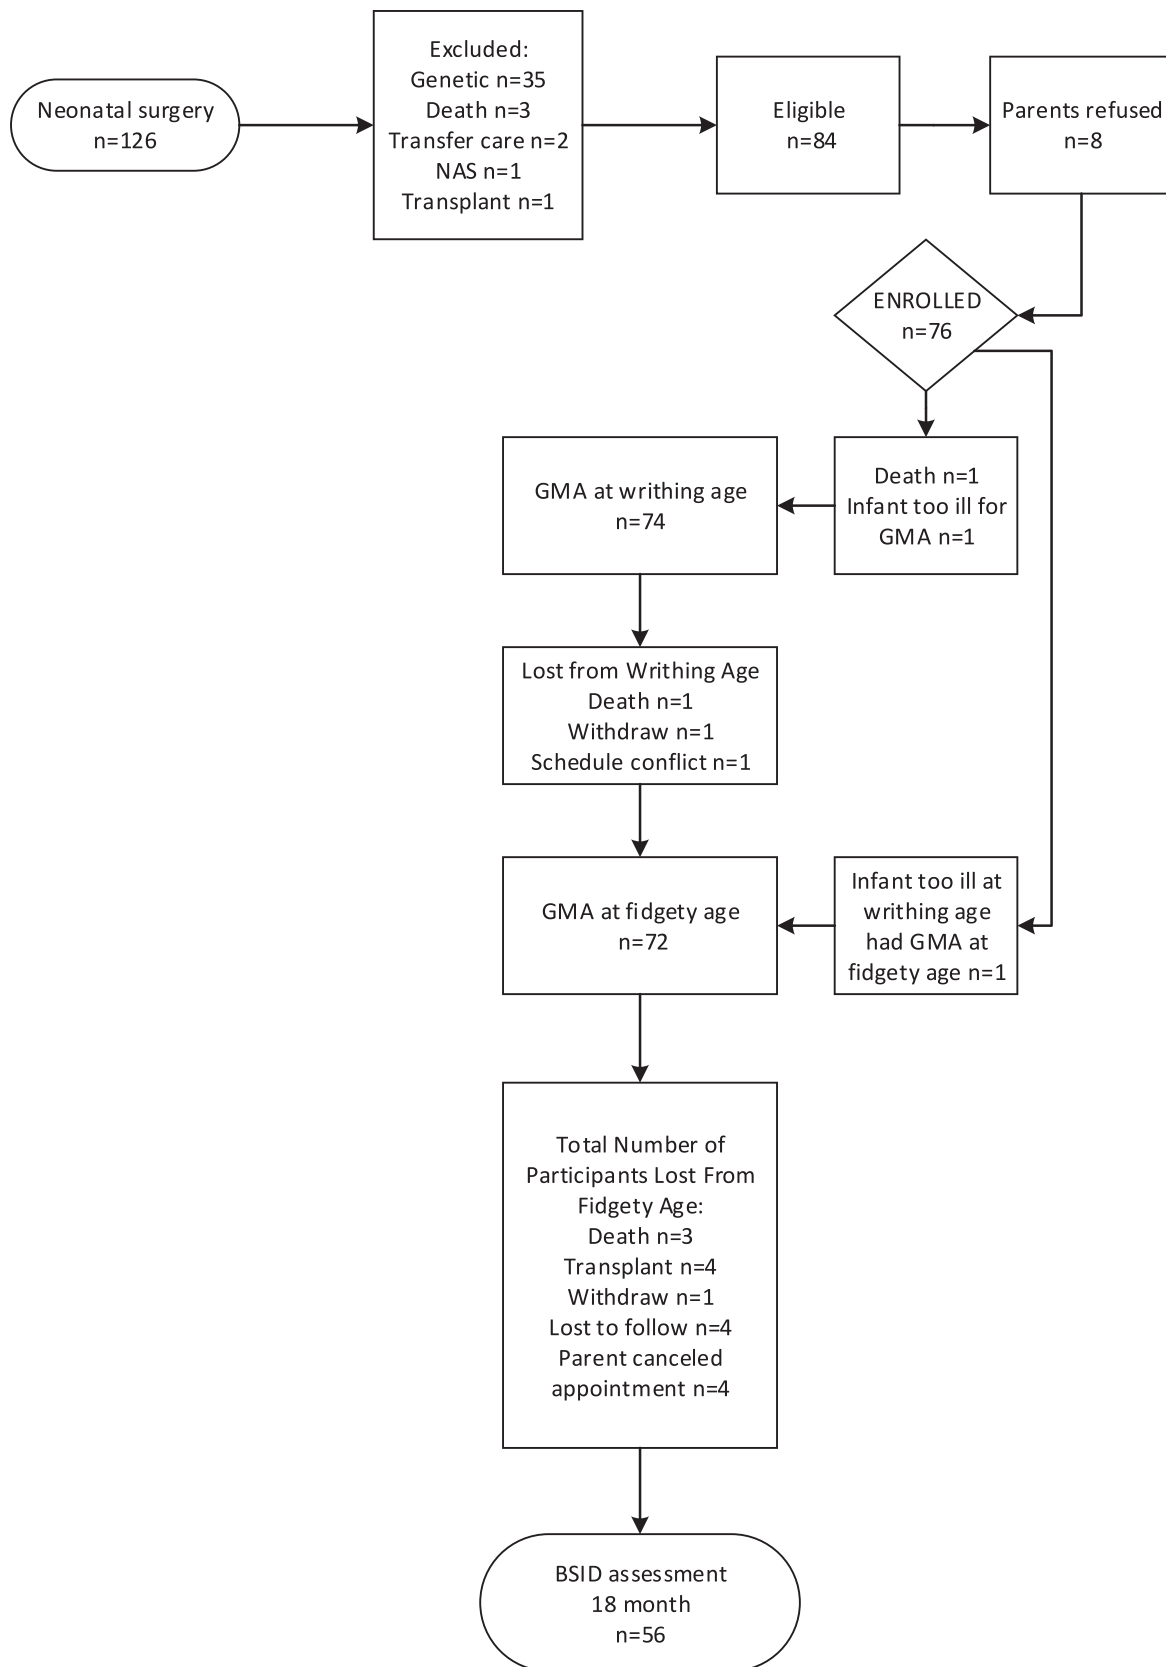 Neonatal surgery
n=126
Excluded:
Genetic n=35
Death n=3
Transfer care n=2
NAS n=1
Transplant n=1
Eligible
n=84
Parents refused
n=8
ENROLLED
n=76
Death n=1
Infant too ill for
GMA n=1
GMA at writhing age
n=74
Lost from Writhing Age
Death n=1
Withdraw n=1
Schedule conflict n=1
GMA at fidgety age
n=72
Infant too ill at
writhing age
had GMA at
fidgety age n=1
Total Number of
Participants Lost From
Fidgety Age:
Death n=3
Transplant n=4
Withdraw n=1
Lost to follow n=4
Parent canceled
appointment n=4
BSID assessment
18 month
n=56